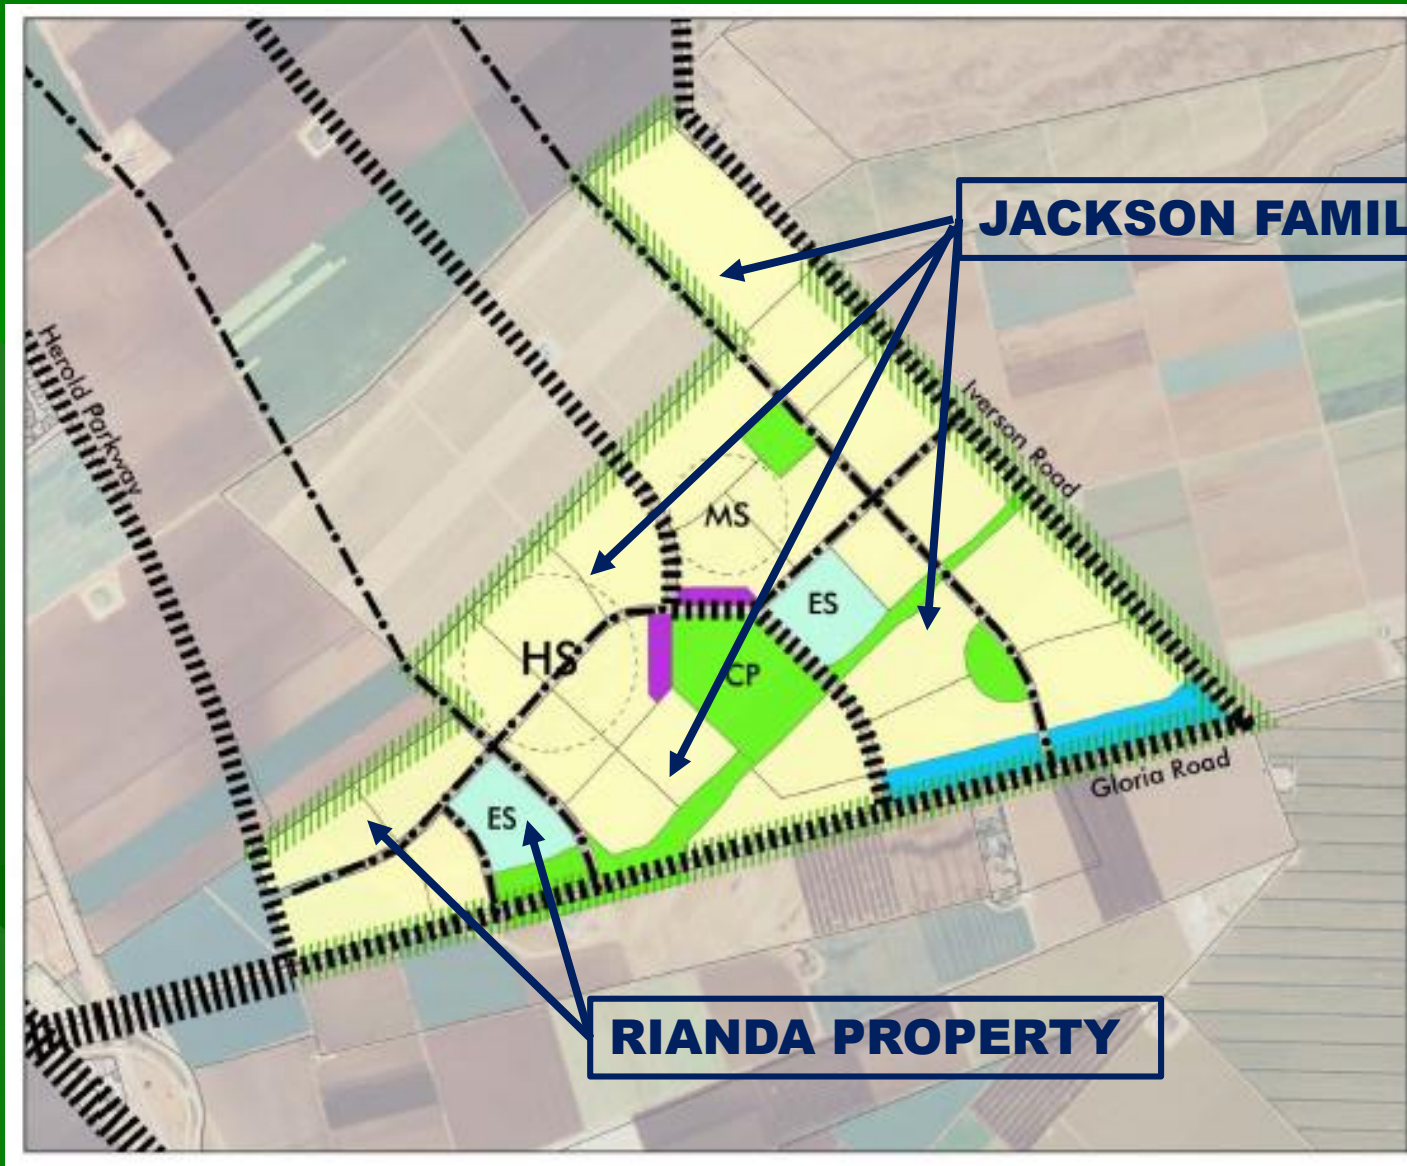 JACKSON FAMIL
Herold Parkway
Iverson Road
MS
ES
HS
CP
Gloria Road
ES
RIANDA PROPERTY